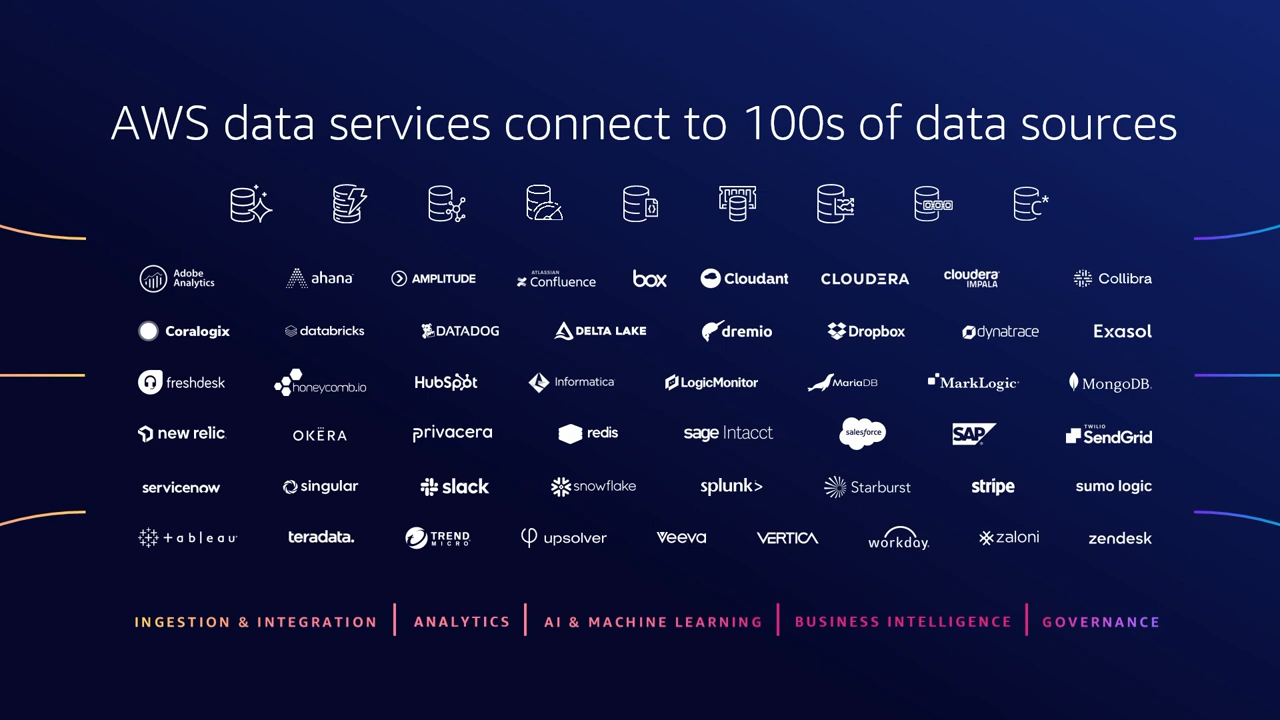 AWS data services connect to 100s of data sources
Adobe Analytics ahana AMPLITUDE ATLASSIAN Confluence box Cloudant CLOUDERA cloudera IMPALA Collibra
Coralogix databricks DATADOG DELTA LAKE dremio Dropbox dynatrace Exasol
freshdesk honeycomb.io HubSpot Informatica LogicMonitor MariaDB MarkLogic MongoDB.
new relic. OKËRA privacera redis sage Intacct salesforce SAP TWILIO SendGrid
servicenow singular slack snowflake splunk> Starburst stripe sumo logic
+ableau teradata. TREND MICRO upsolver Veeva VERTICA workday. zaloni zendesk
INGESTION & INTEGRATION | ANALYTICS | AI & MACHINE LEARNING | BUSINESS INTELLIGENCE | GOVERNANCE